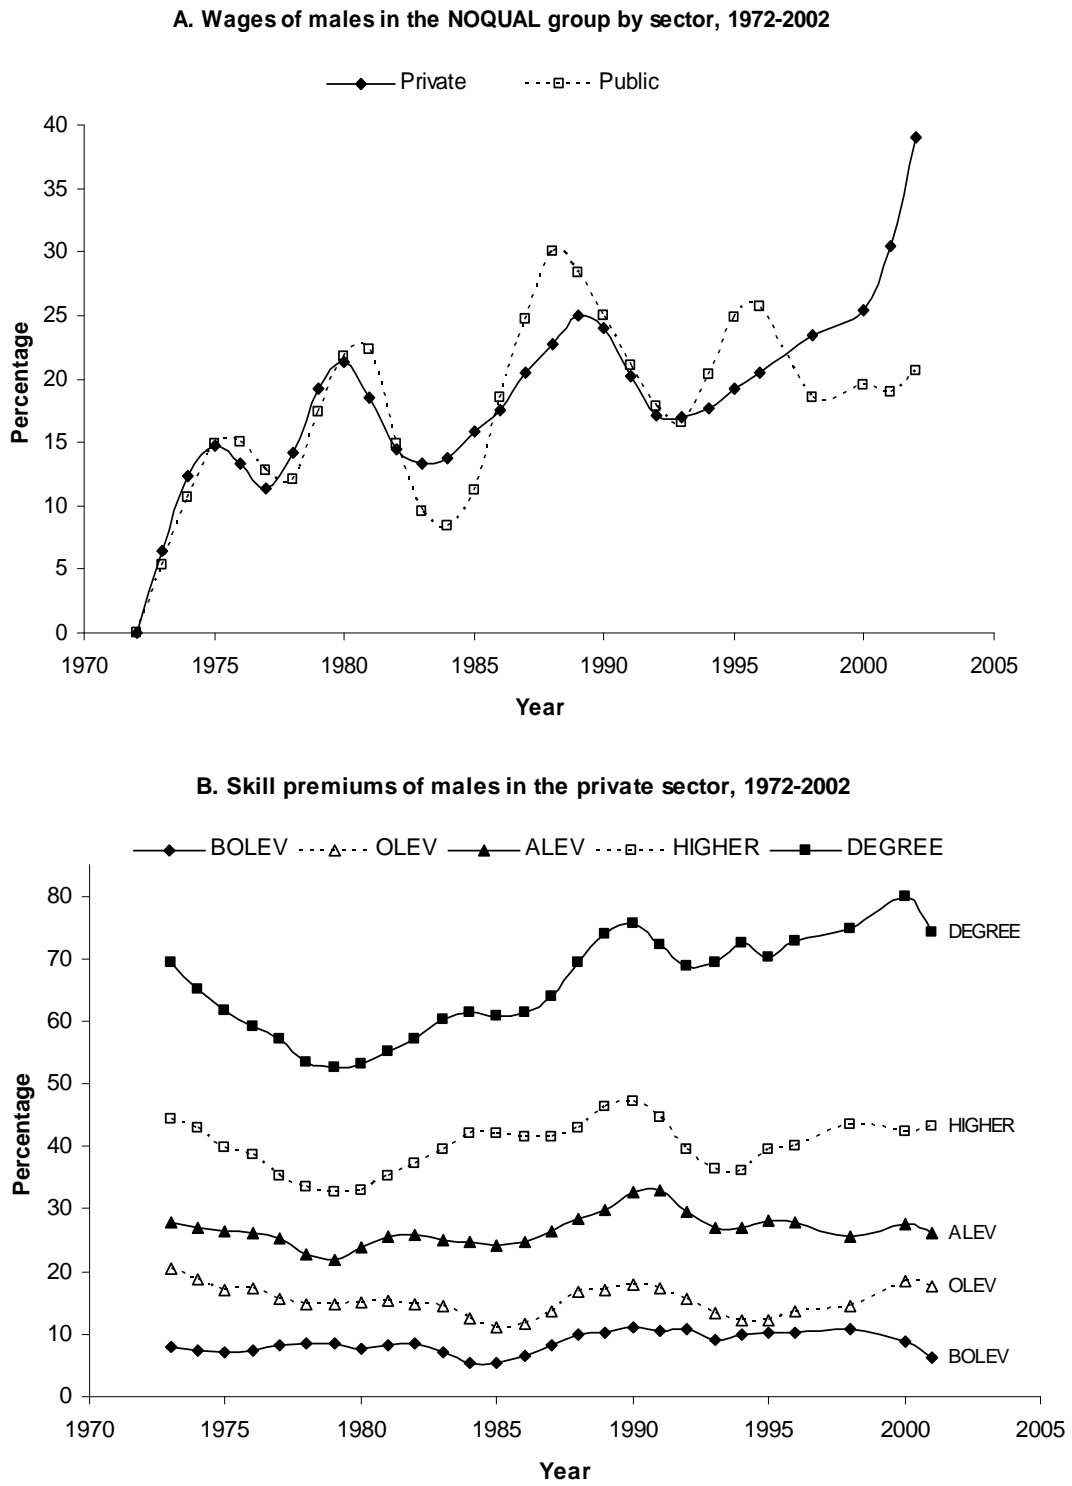 A. Wages of males in the NOQUAL group by sector, 1972-2002
Private Public
40
35
30
25
20
15
10
5
0
Percentage
1970 1975 1980 1985 1990 1995 2000 2005
Year
B. Skill premiums of males in the private sector, 1972-2002
BOLEV OLEV ALEV HIGHER DEGREE
80
70
60
50
40
30
20
10
0
Percentage
DEGREE
HIGHER
ALEV
OLEV
BOLEV
1970 1975 1980 1985 1990 1995 2000 2005
Year